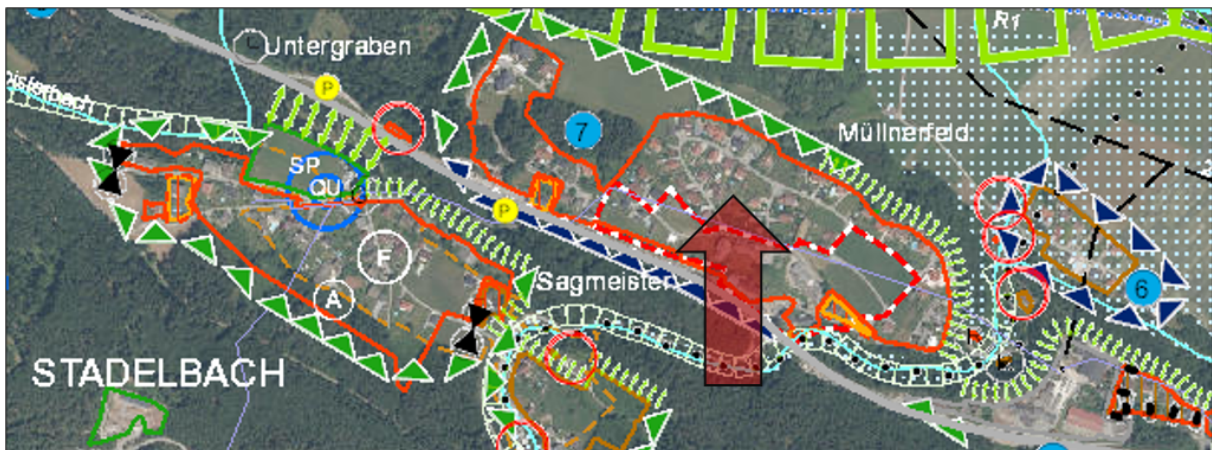 R1
Untergraben
P
7
Müllnerfeld
SP
QU
P
F
Sagmeister
6
A
STADELBACH